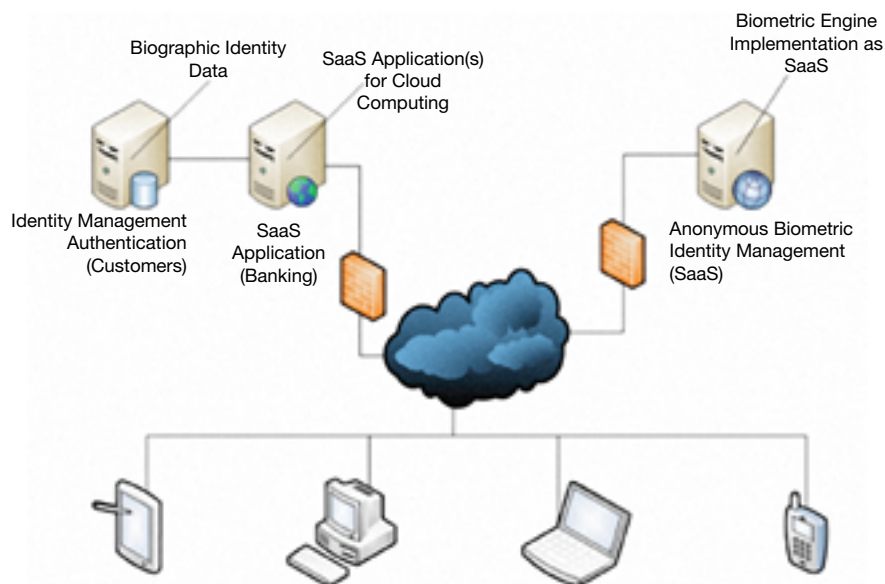 Biographic Identity
Data
SaaS Application(s)
for Cloud
Computing
Biometric Engine
Implementation as
SaaS
Identity Management
Authentication
(Customers)
SaaS
Application
(Banking)
Anonymous Biometric
Identity Management
(SaaS)